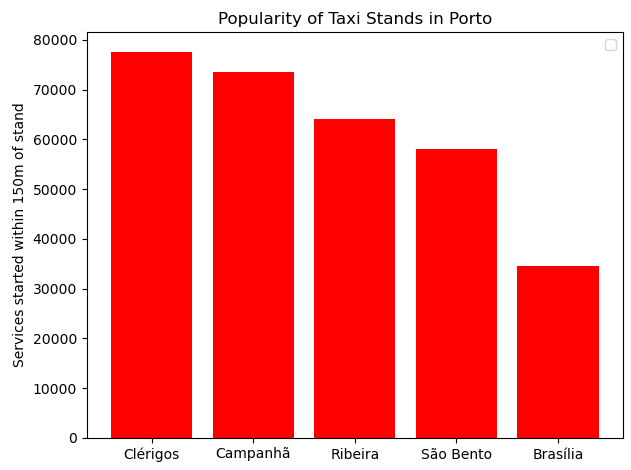 Popularity of Taxi Stands in Porto
Services started within 150m of stand
80000
70000
60000
50000
40000
30000
20000
10000
0
Clérigos
Campanhã
Ribeira
São Bento
Brasília